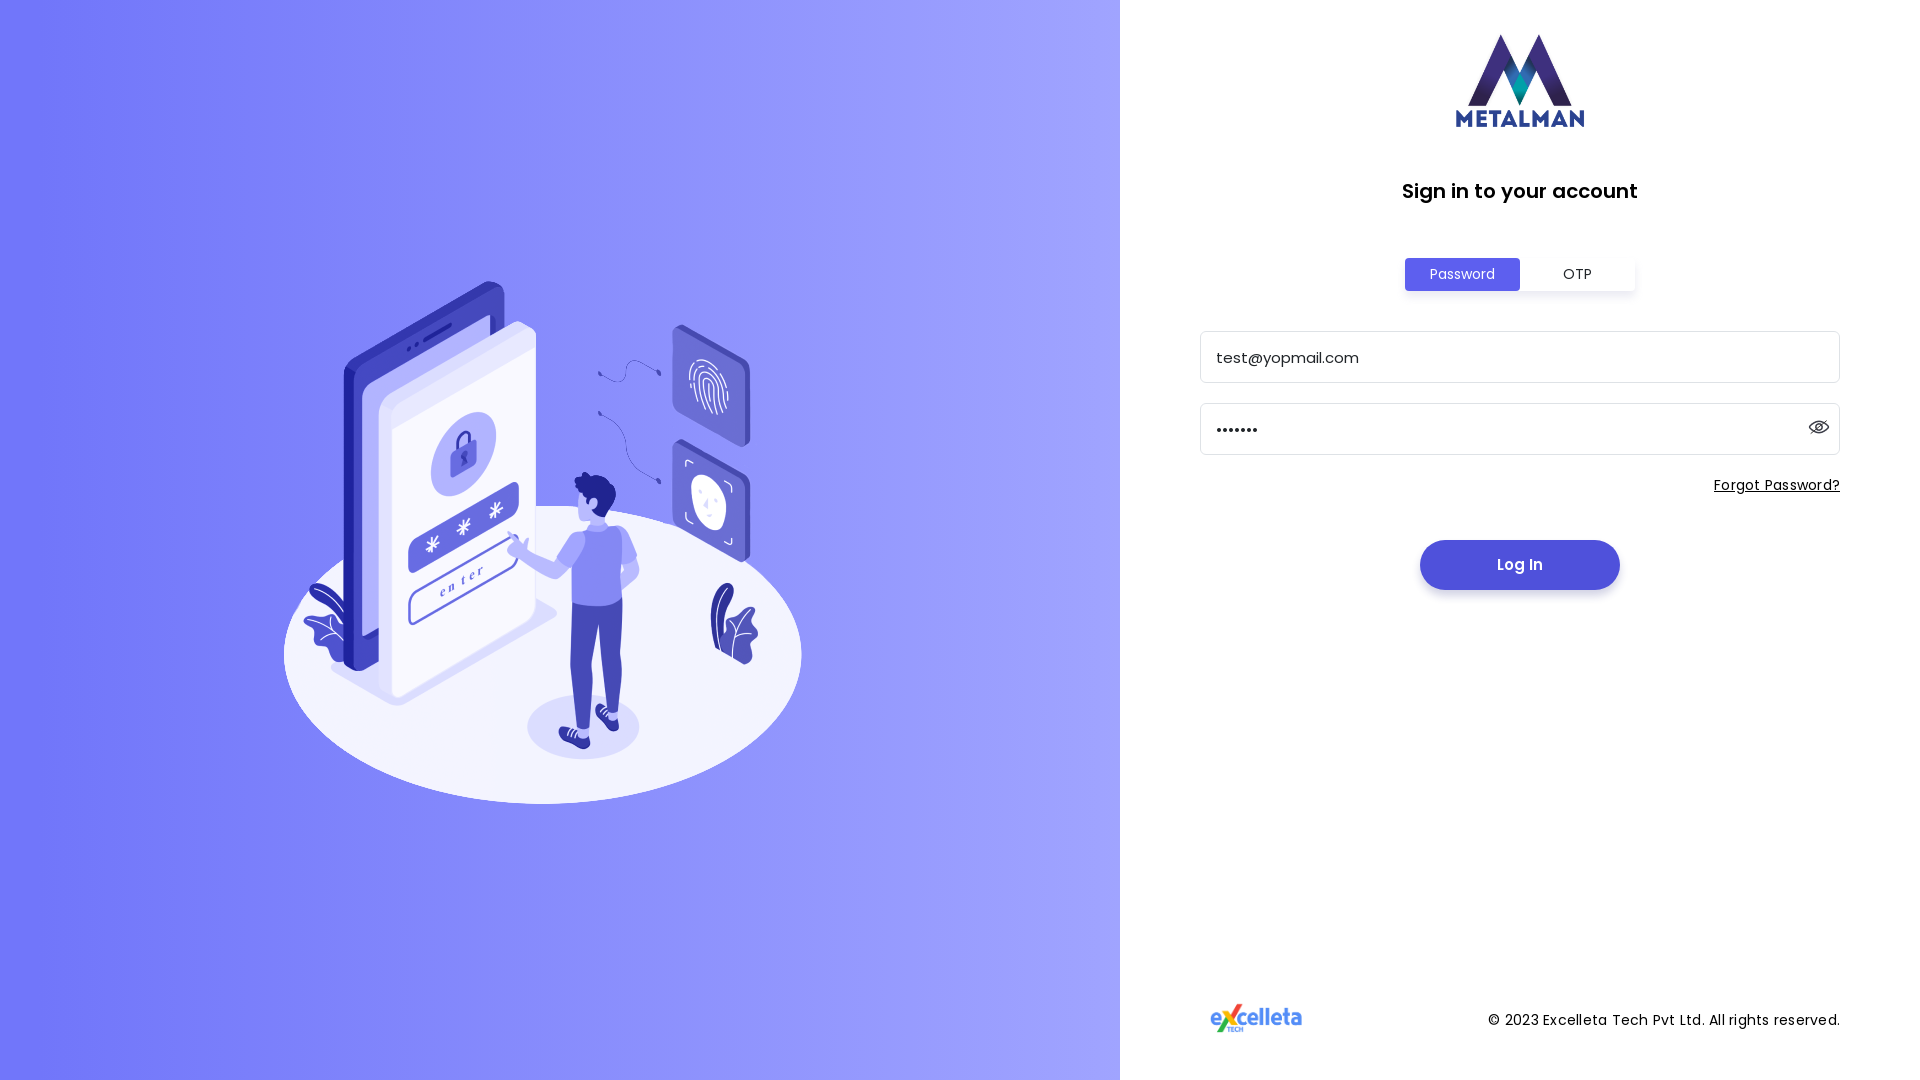 METALMAN
Sign in to your account
Password
OTP
test@yopmail.com
•••••••
Forgot Password?
* * *
enter
Log In
eXcelleta
TECH
© 2023 Excelleta Tech Pvt Ltd. All rights reserved.